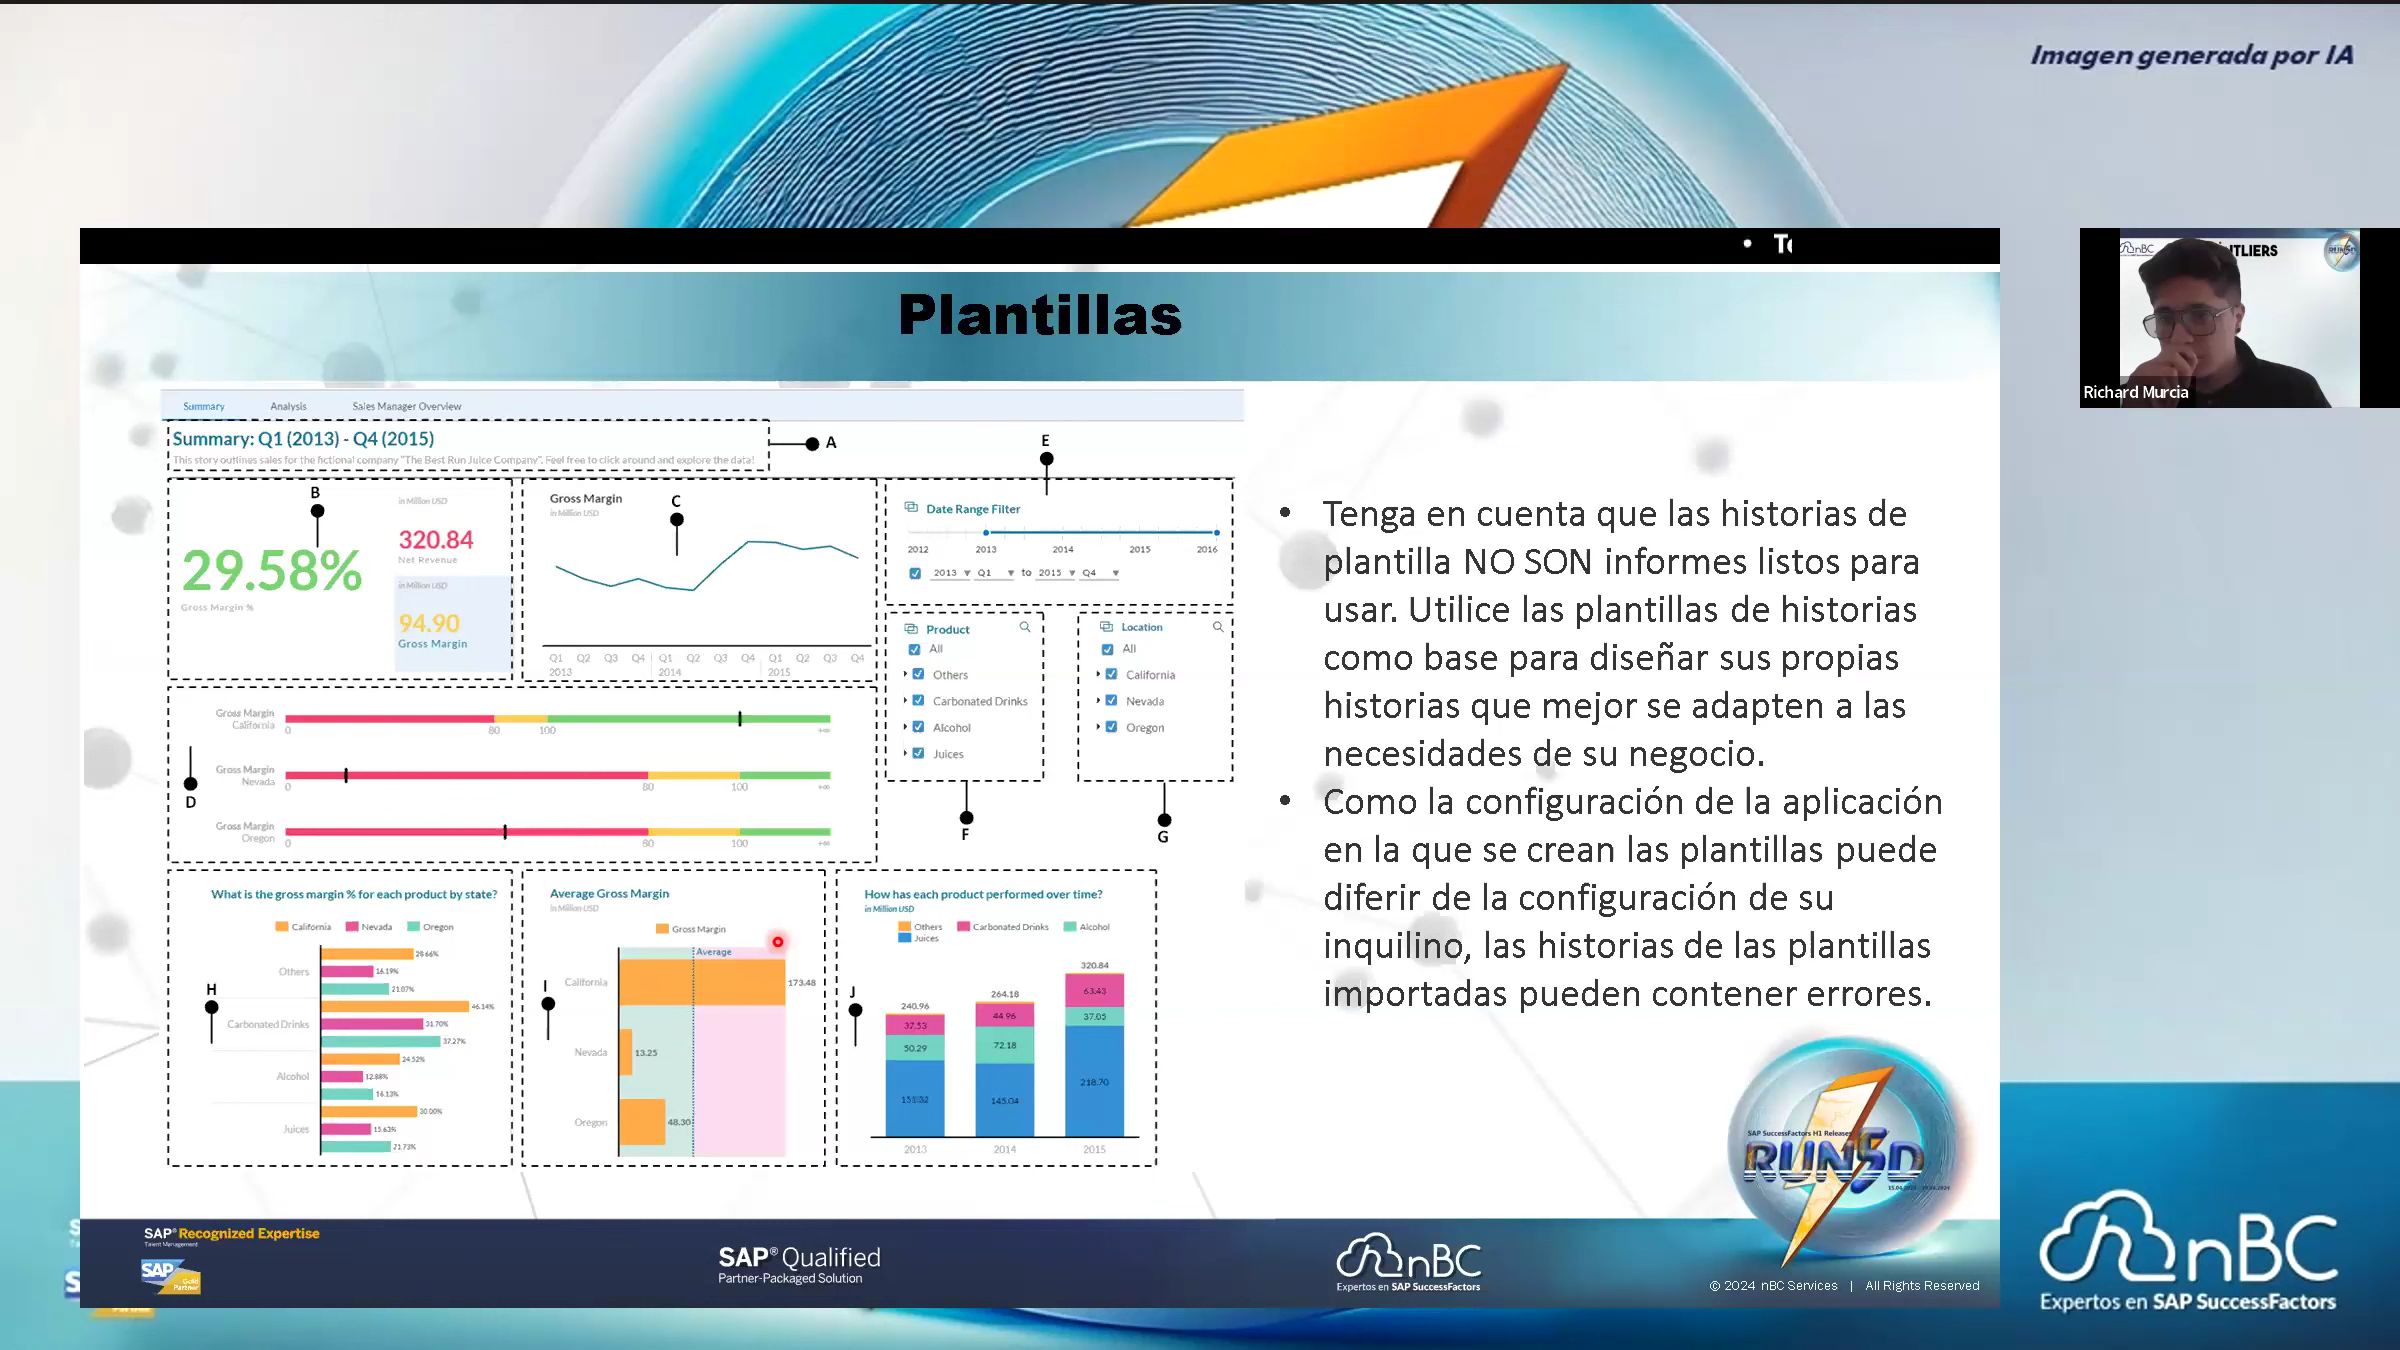 Imagen generada por IA
Plantillas
Summary Analysis Sales Manager Overview
Summary: Q1 (2013) - Q4 (2015)
This story outlines sales for the fictional company "The Best Run Juice Company". Feel free to click around and explore the data!
A
B
29.58%
Gross Margin %
in Million USD
320.84
Net Revenue
in Million USD
94.90
Gross Margin
Gross Margin
in Million USD
C
Q1 Q2 Q3 Q4 Q1 Q2 Q3 Q4 Q1 Q2 Q3 Q4
2013 2014 2015
E
Date Range Filter
2012 2013 2014 2015 2016
2013 Q1 to 2015 Q4
Product
All
Others
Carbonated Drinks
Alcohol
Juices
F
Location
All
California
Nevada
Oregon
G
D
Gross Margin
California
0 80 100
Gross Margin
Nevada
0 80 100
Gross Margin
Oregon
0 80 100
What is the gross margin % for each product by state?
California Nevada Oregon
H
Others
28.66%
16.19%
21.07%
Carbonated Drinks
46.14%
31.70%
37.27%
Alcohol
24.52%
12.88%
16.13%
Juices
30.00%
15.63%
21.73%
Average Gross Margin
in Million USD
Gross Margin
Average
I
California 173.48
Nevada 13.25
Oregon 48.30
How has each product performed over time?
in Million USD
Others Carbonated Drinks Alcohol
Juices
J
240.96
37.53
50.29
264.18
44.96
72.18
145.04
320.84
63.43
37.05
218.70
2013 2014 2015
• Tenga en cuenta que las historias de
plantilla NO SON informes listos para
usar. Utilice las plantillas de historias
como base para diseñar sus propias
historias que mejor se adapten a las
necesidades de su negocio.
• Como la configuración de la aplicación
en la que se crean las plantillas puede
diferir de la configuración de su
inquilino, las historias de las plantillas
importadas pueden contener errores.
SAP SuccessFactors H1 Release
RUN5D
SAP® Recognized Expertise
Talent Management
SAP Gold Partner
SAP® Qualified
Partner-Packaged Solution
nBC
Expertos en SAP SuccessFactors
© 2024 nBC Services | All Rights Reserved
nBC
Richard Murcia
nBC
Expertos en SAP SuccessFactors